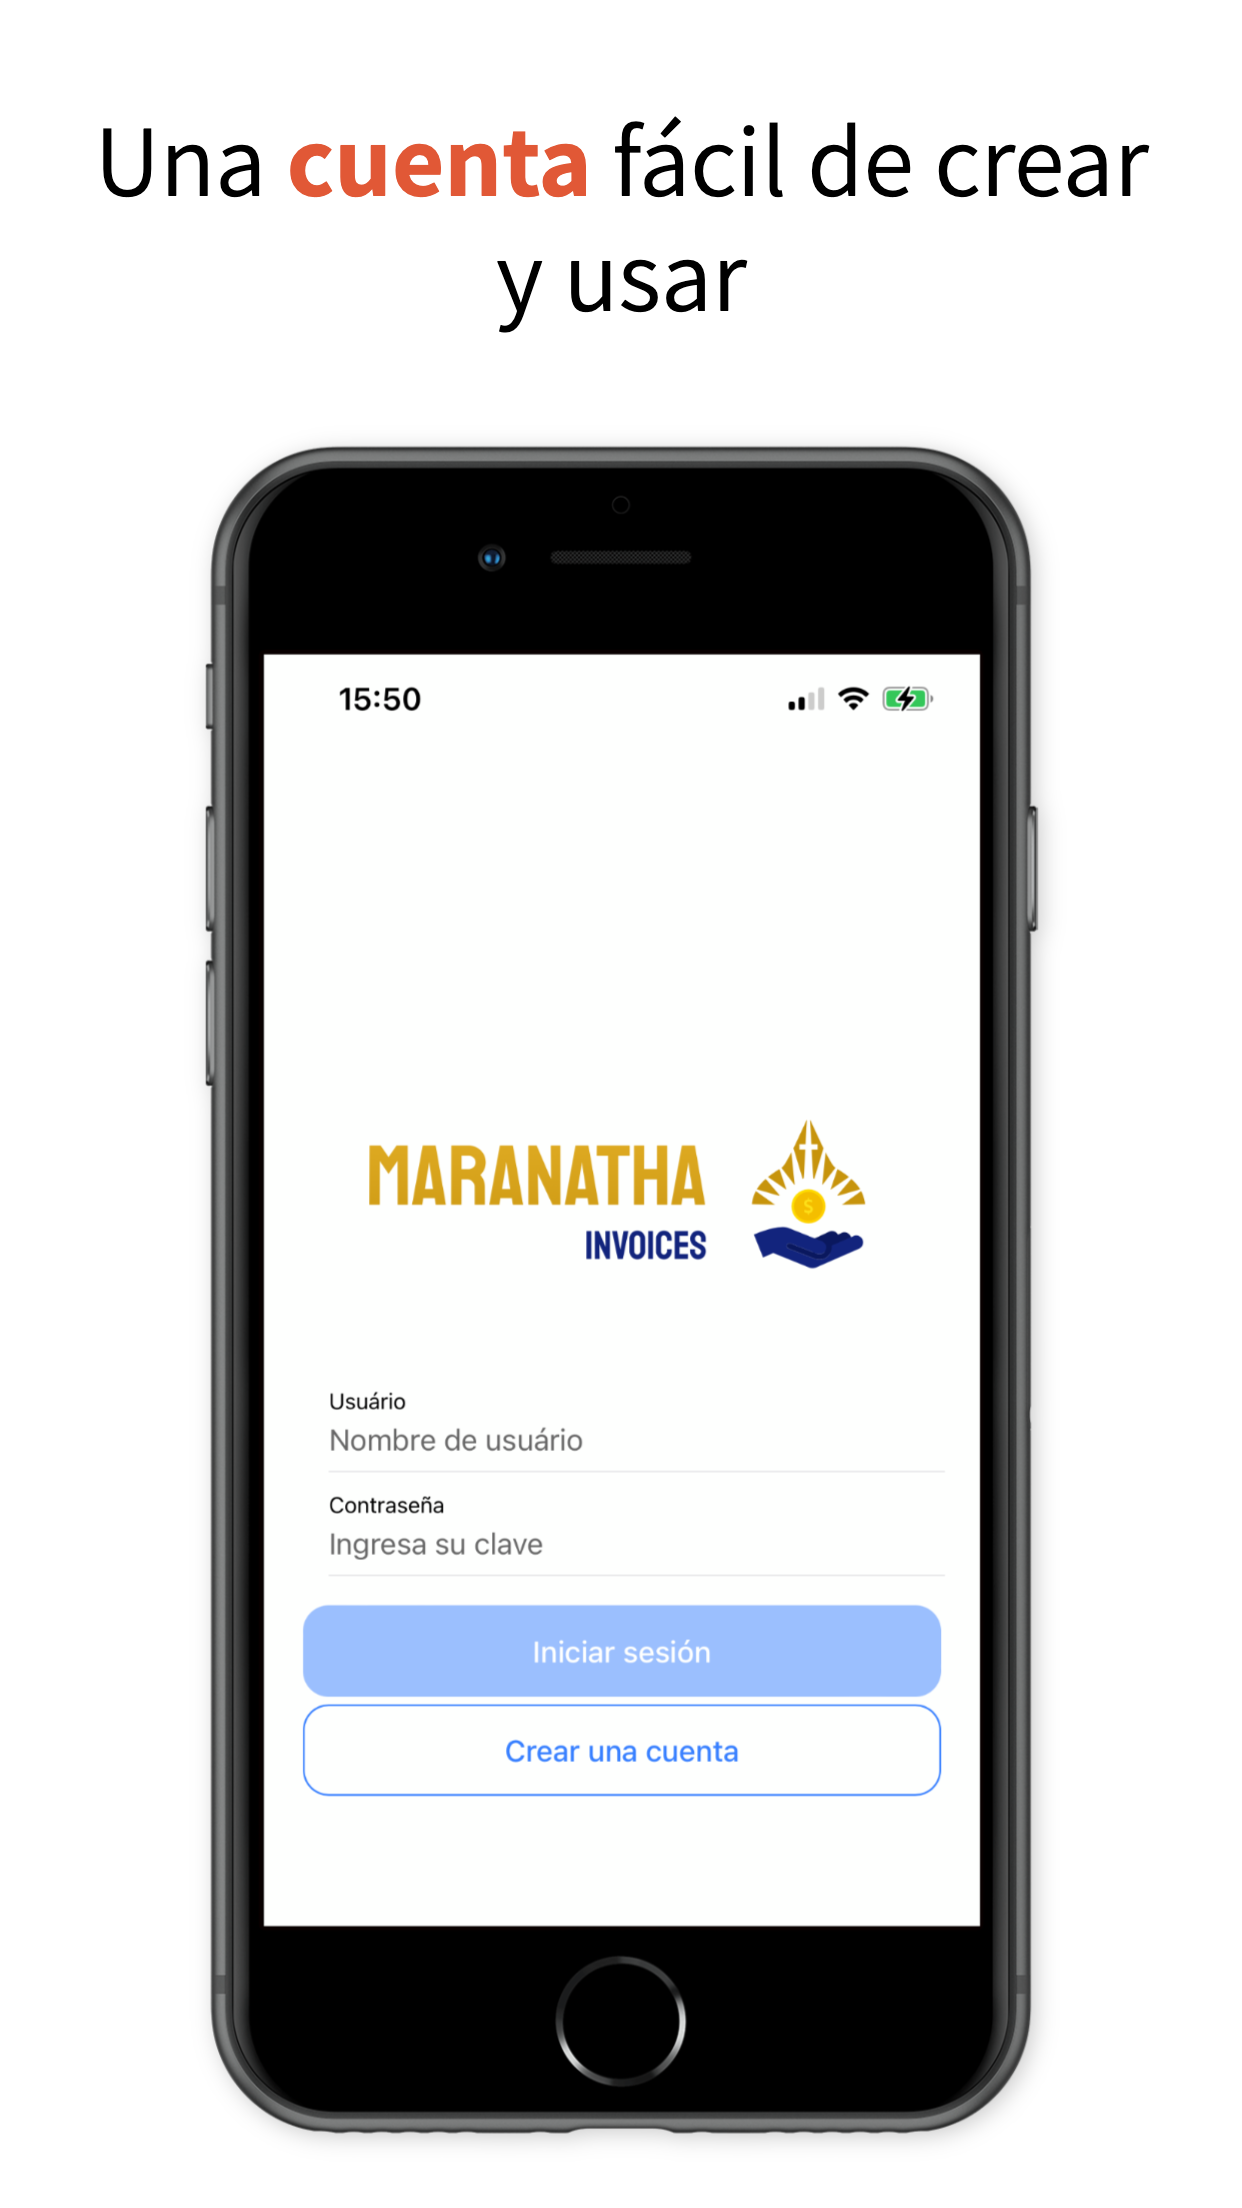 Una cuenta fácil de crear
y usar
15:50
MARANATHA
INVOICES
$
Usuário
Nombre de usuário
Contraseña
Ingresa su clave
Iniciar sesión
Crear una cuenta